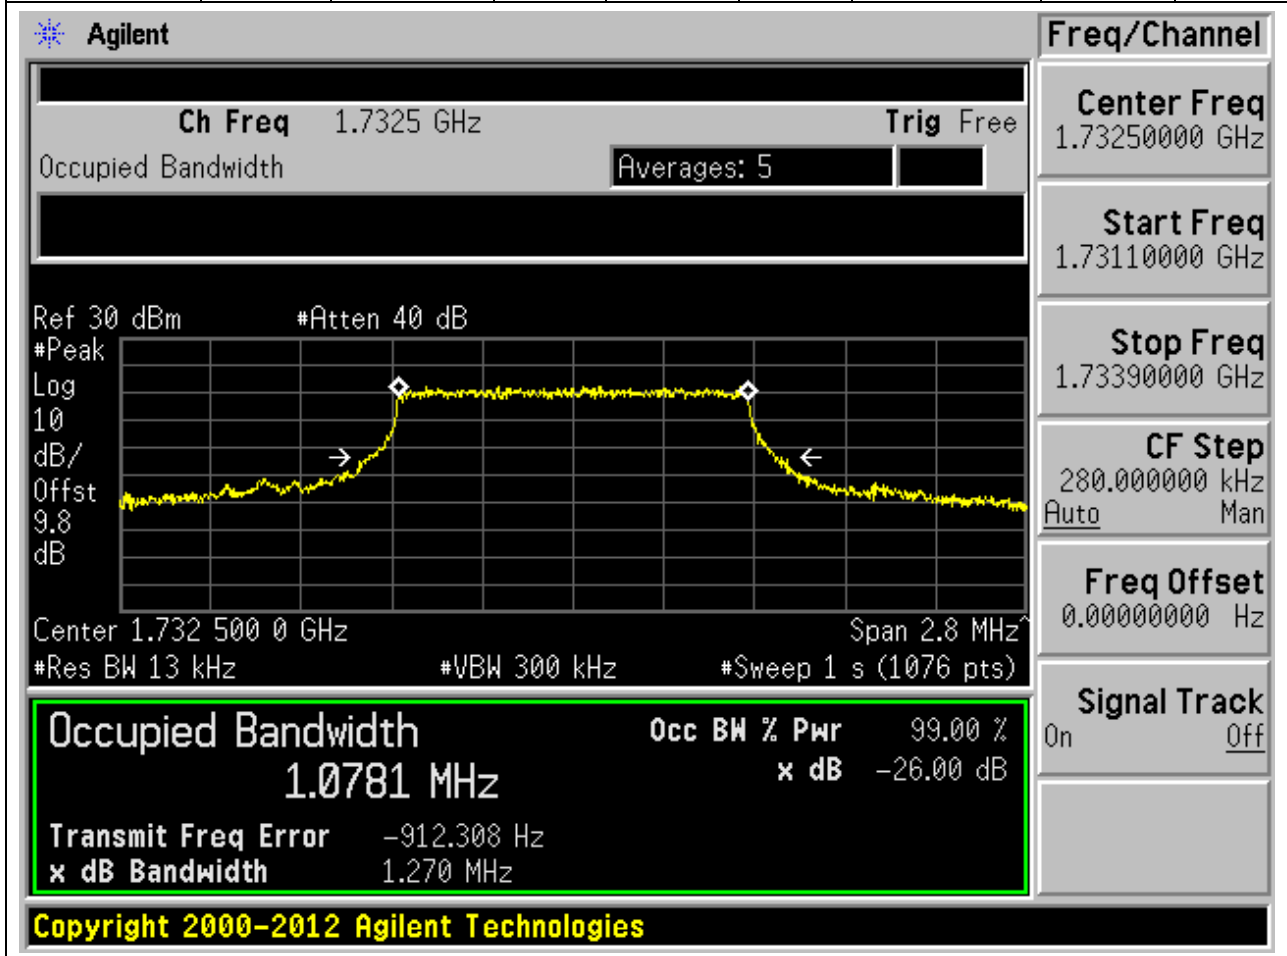 Agilent
Freq/Channel
Ch Freq 1.7325 GHz Trig Free
Occupied Bandwidth Averages: 5
Center Freq
1.73250000 GHz
Start Freq
1.73110000 GHz
Stop Freq
1.73390000 GHz
CF Step
280.000000 kHz
Auto Man
Freq Offset
0.00000000 Hz
Signal Track
On Off
Ref 30 dBm #Atten 40 dB
#Peak
Log
10
dB/
Offst
9.8
dB
Center 1.732 500 0 GHz Span 2.8 MHz^
#Res BW 13 kHz #VBW 300 kHz #Sweep 1 s (1076 pts)
Occupied Bandwidth Occ BW % Pwr 99.00 %
1.0781 MHz x dB -26.00 dB
Transmit Freq Error -912.308 Hz
x dB Bandwidth 1.270 MHz
Copyright 2000-2012 Agilent Technologies